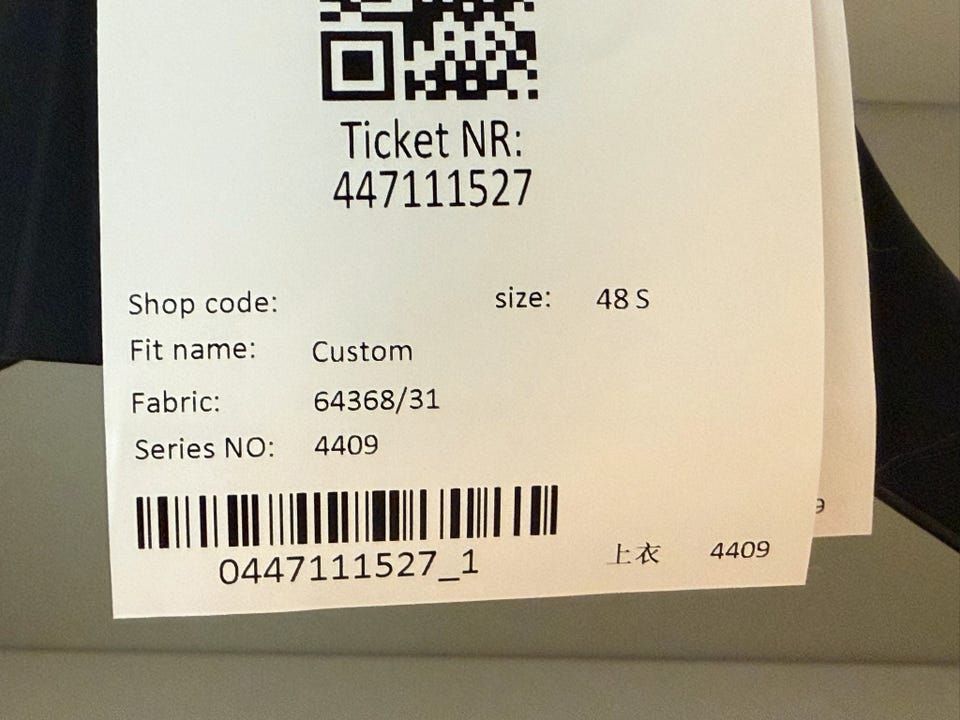 Ticket NR:
447111527
Shop code: size: 48 S
Fit name: Custom
Fabric: 64368/31
Series NO: 4409
0447111527_1 上衣 4409
9